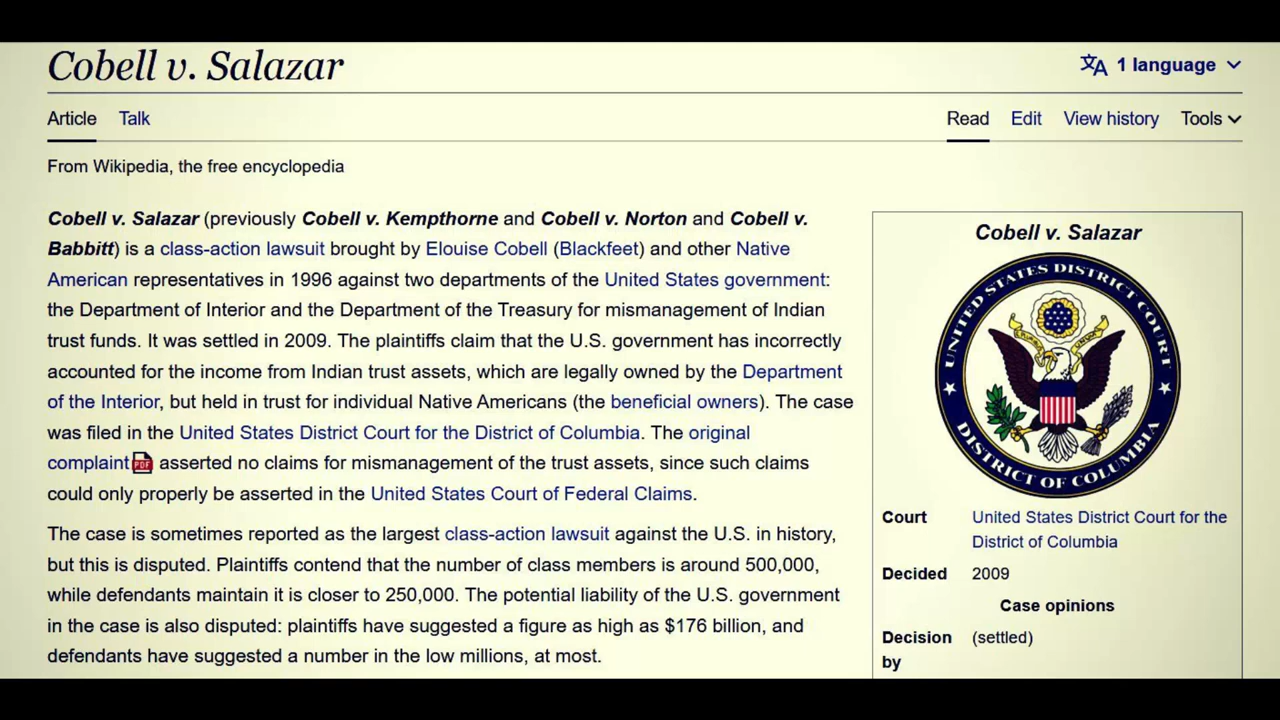 Cobell v. Salazar
1 language
Article Talk
Read Edit View history Tools
From Wikipedia, the free encyclopedia
Cobell v. Salazar (previously Cobell v. Kempthorne and Cobell v. Norton and Cobell v.
Babbitt) is a class-action lawsuit brought by Elouise Cobell (Blackfeet) and other Native
American representatives in 1996 against two departments of the United States government:
the Department of Interior and the Department of the Treasury for mismanagement of Indian
trust funds. It was settled in 2009. The plaintiffs claim that the U.S. government has incorrectly
accounted for the income from Indian trust assets, which are legally owned by the Department
of the Interior, but held in trust for individual Native Americans (the beneficial owners). The case
was filed in the United States District Court for the District of Columbia. The original
complaint PDF asserted no claims for mismanagement of the trust assets, since such claims
could only properly be asserted in the United States Court of Federal Claims.
The case is sometimes reported as the largest class-action lawsuit against the U.S. in history,
but this is disputed. Plaintiffs contend that the number of class members is around 500,000,
while defendants maintain it is closer to 250,000. The potential liability of the U.S. government
in the case is also disputed: plaintiffs have suggested a figure as high as $176 billion, and
defendants have suggested a number in the low millions, at most.
Cobell v. Salazar
UNITED STATES DISTRICT COURT
DISTRICT OF COLUMBIA
Court United States District Court for the
District of Columbia
Decided 2009
Case opinions
Decision (settled)
by